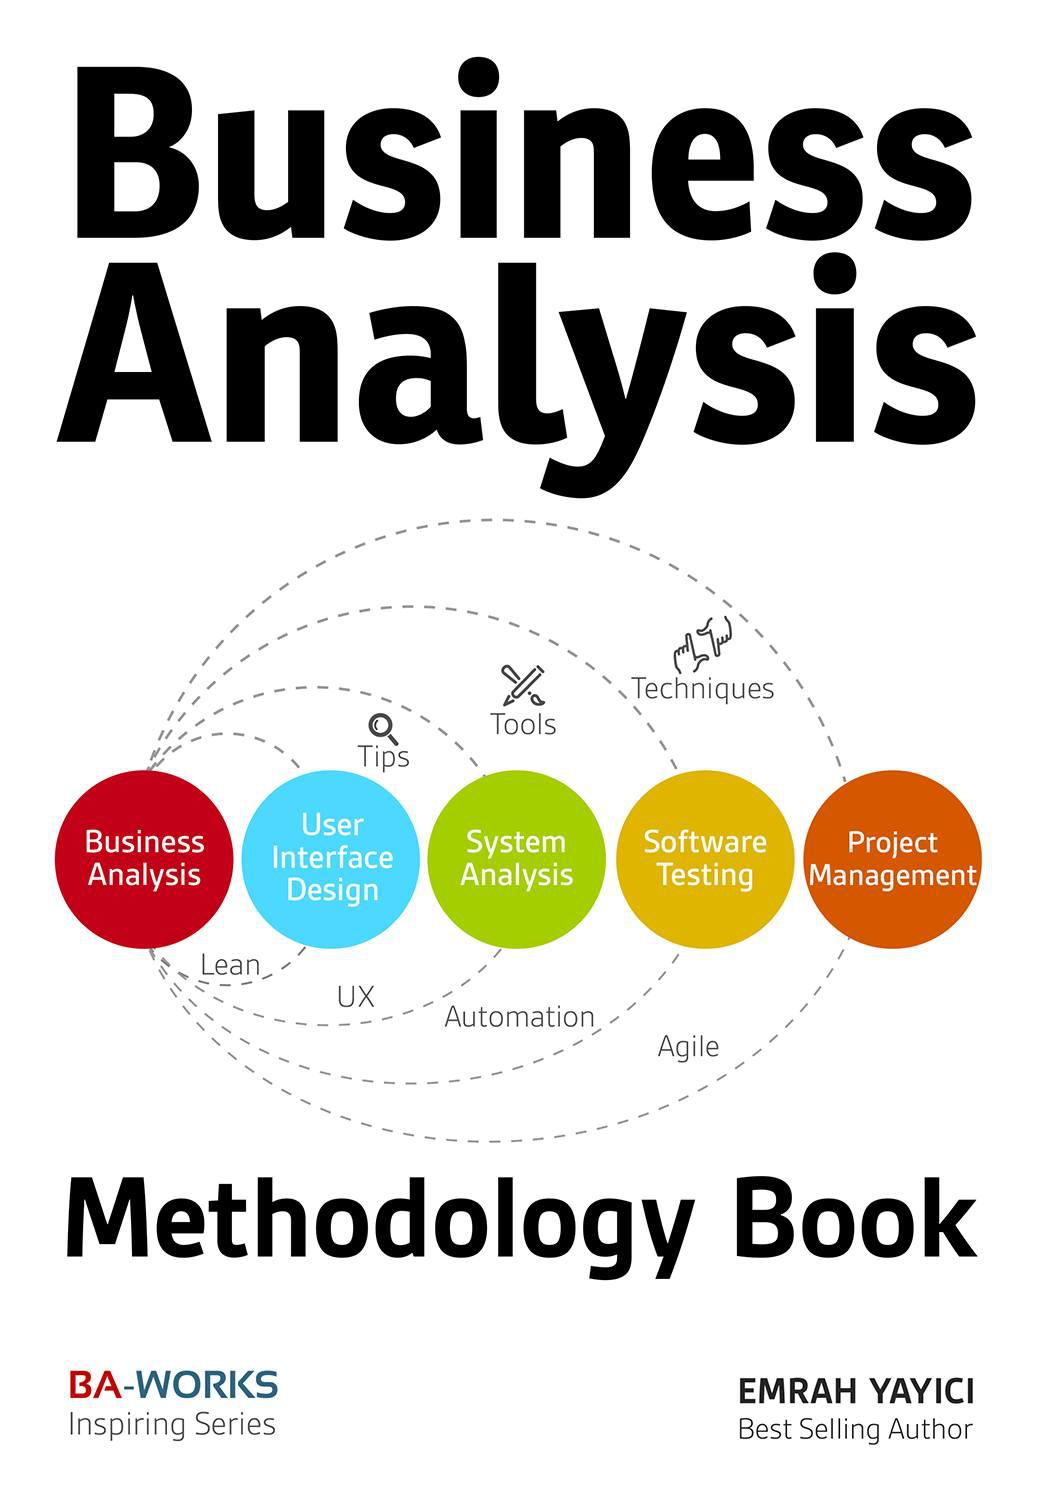 Business
Analysis
Techniques
Tools
Tips
Business
Analysis
User
Interface
Design
System
Analysis
Software
Testing
Project
Management
Lean
UX
Automation
Agile
Methodology Book
BA-WORKS
Inspiring Series
EMRAH YAYICI
Best Selling Author